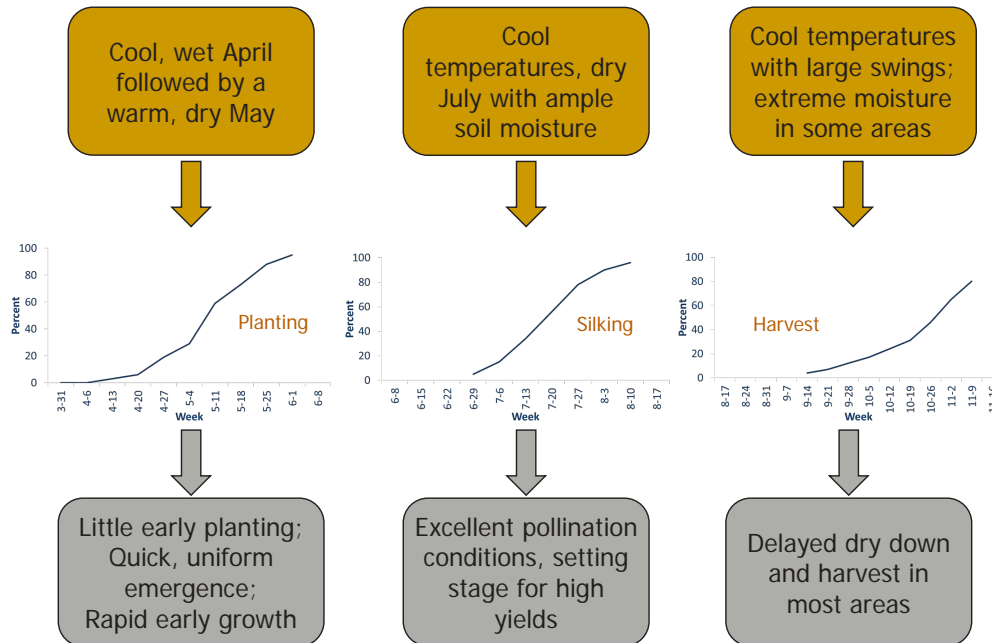 Cool, wet April
followed by a
warm, dry May
Cool
temperatures, dry
July with ample
soil moisture
Cool temperatures
with large swings;
extreme moisture
in some areas
100
80
60
40
20
0
Percent
Planting
3-31
4-6
4-13
4-20
4-27
5-4
5-11
5-18
5-25
6-1
6-8
Week
100
80
60
40
20
0
Percent
Silking
6-8
6-15
6-22
6-29
7-6
7-13
7-20
7-27
8-3
8-10
8-17
Week
100
80
60
40
20
0
Percent
Harvest
8-17
8-24
8-31
9-7
9-14
9-21
9-28
10-5
10-12
10-19
10-26
11-2
11-9
11-16
Week
Little early planting;
Quick, uniform
emergence;
Rapid early growth
Excellent pollination
conditions, setting
stage for high
yields
Delayed dry down
and harvest in
most areas